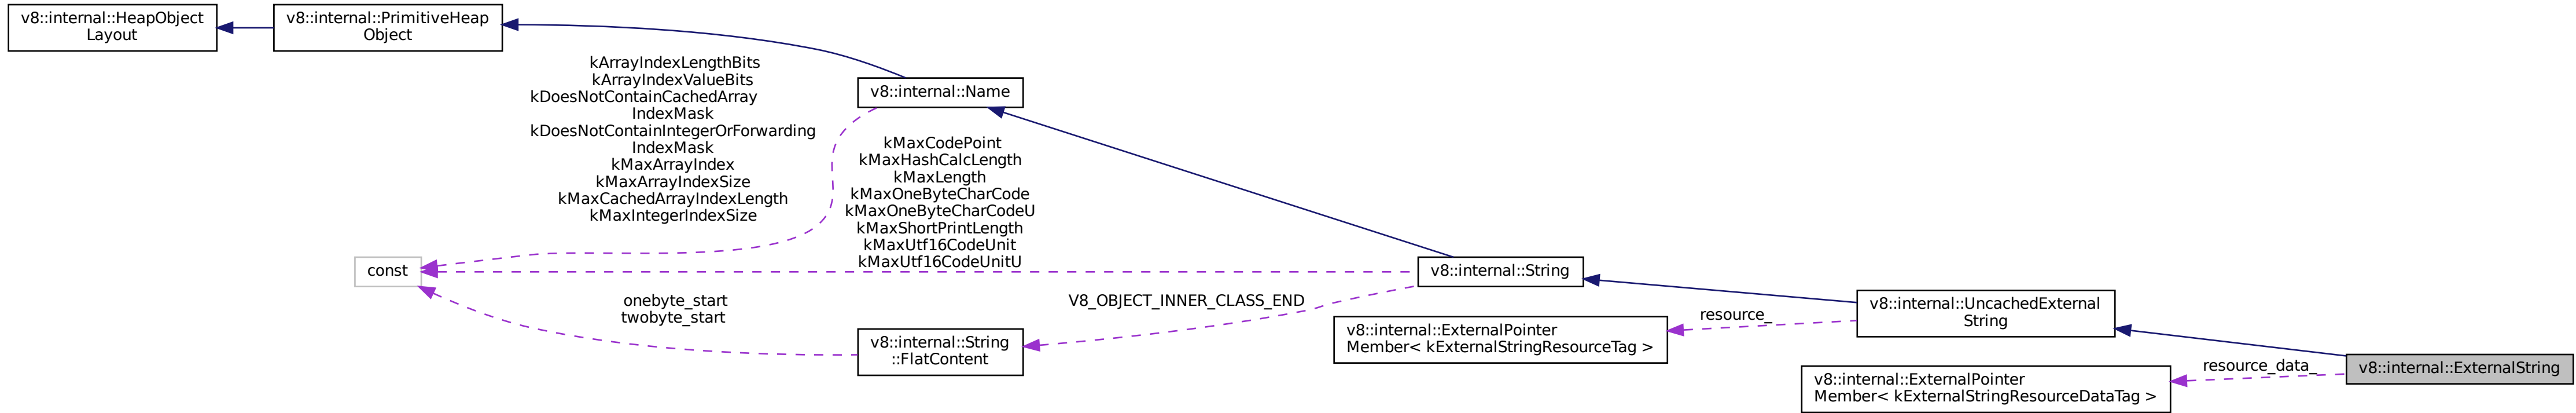 v8::internal::HeapObject
Layout
v8::internal::PrimitiveHeap
Object
kArrayIndexLengthBits
kArrayIndexValueBits
kDoesNotContainCachedArray
IndexMask
kDoesNotContainIntegerOrForwarding
IndexMask
kMaxArrayIndex
kMaxArrayIndexSize
kMaxCachedArrayIndexLength
kMaxIntegerIndexSize
v8::internal::Name
kMaxCodePoint
kMaxHashCalcLength
kMaxLength
kMaxOneByteCharCode
kMaxOneByteCharCodeU
kMaxShortPrintLength
kMaxUtf16CodeUnit
kMaxUtf16CodeUnitU
const
v8::internal::String
onebyte_start
twobyte_start
V8_OBJECT_INNER_CLASS_END
v8::internal::String
::FlatContent
v8::internal::ExternalPointer
Member< kExternalStringResourceTag >
resource_
v8::internal::UncachedExternal
String
v8::internal::ExternalPointer
Member< kExternalStringResourceDataTag >
resource_data_
v8::internal::ExternalString